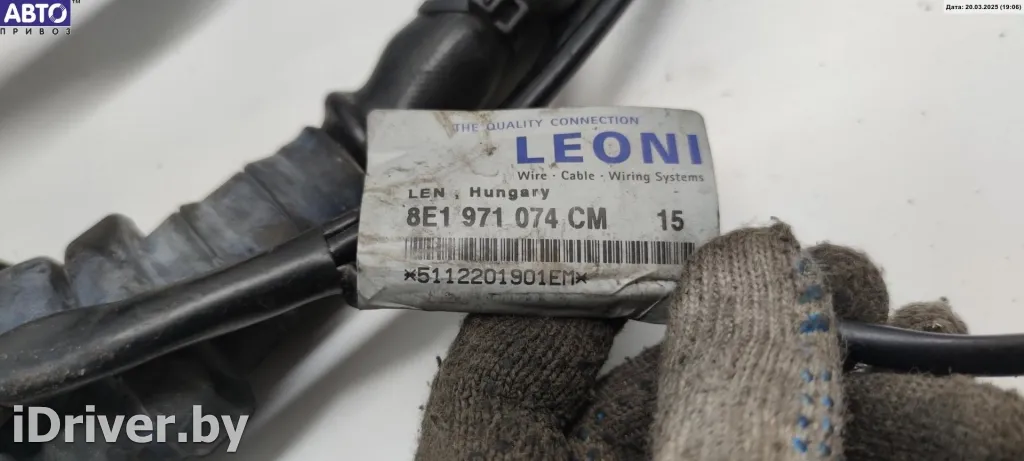 АВТО™
ПРИВОЗ
Дата: 20.03.2025 (19:06)
THE QUALITY CONNECTION
LEONI
Wire · Cable · Wiring Systems
LEN , Hungary
8E1 971 074 CM 15
*5112201901EM*
iDriver.by